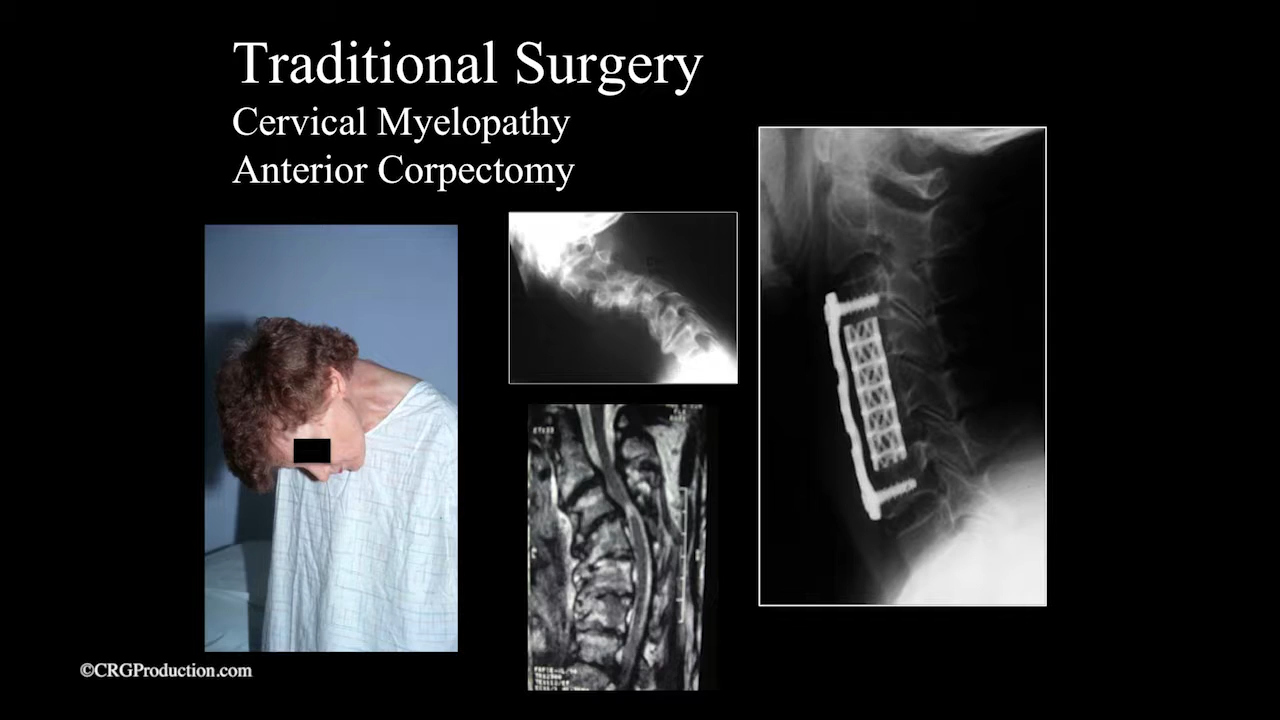 Traditional Surgery
Cervical Myelopathy
Anterior Corpectomy
©CRGProduction.com